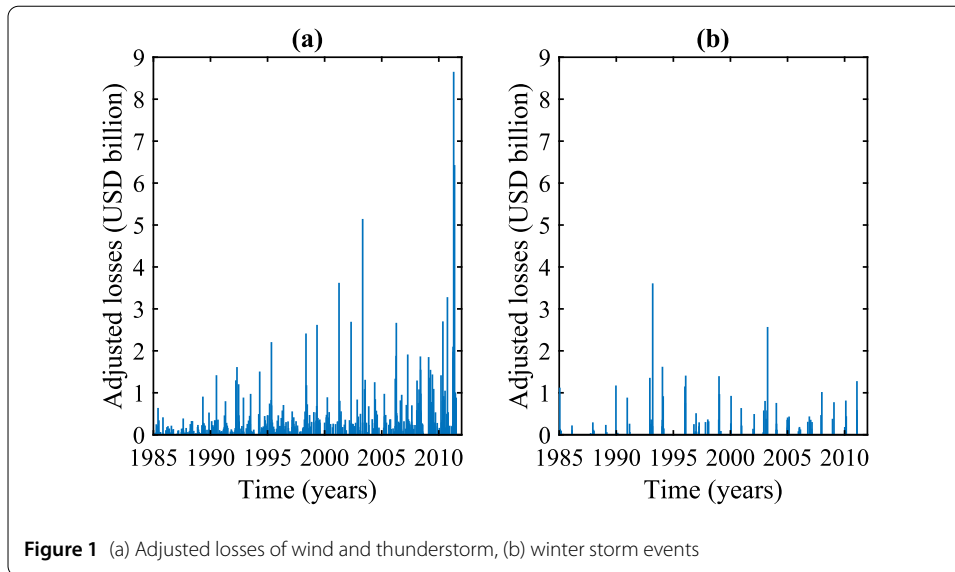 (a)
Adjusted losses (USD billion)
9
8
7
6
5
4
3
2
1
0
1985 1990 1995 2000 2005 2010
Time (years)
(b)
Adjusted losses (USD billion)
9
8
7
6
5
4
3
2
1
0
1985 1990 1995 2000 2005 2010
Time (years)
Figure 1 (a) Adjusted losses of wind and thunderstorm, (b) winter storm events